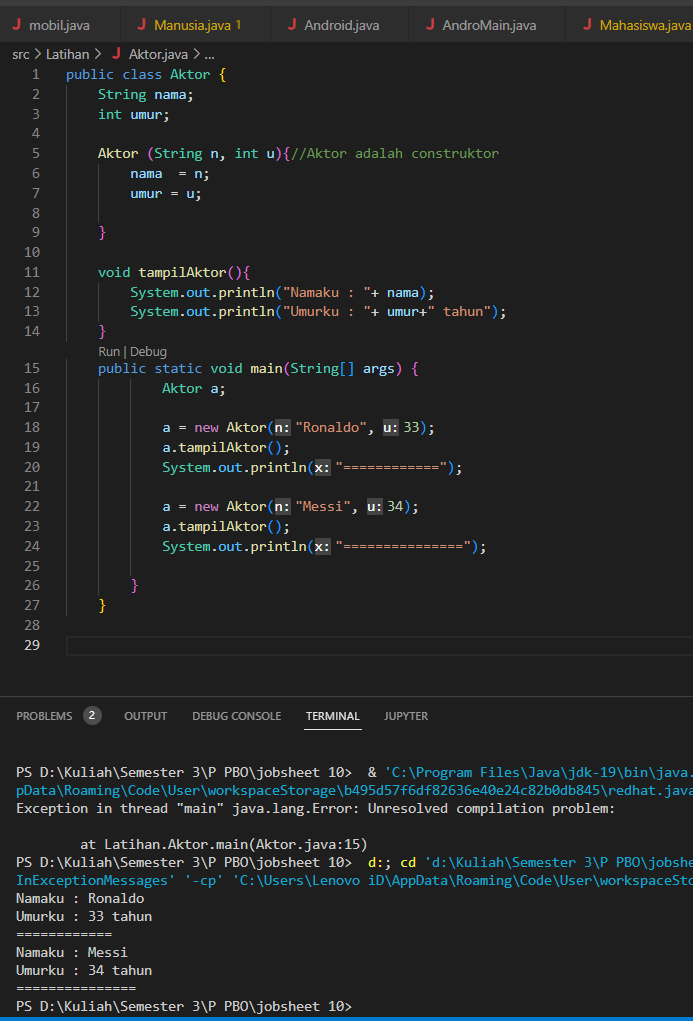 J mobil.java J Manusia.java 1 J Android.java J AndroMain.java J Mahasiswa.java
src > Latihan > J Aktor.java > ...
1 public class Aktor {
2 String nama;
3 int umur;
4
5 Aktor (String n, int u){//Aktor adalah construktor
6 nama  = n;
7 umur = u;
8
9 }
10
11 void tampilAktor(){
12 System.out.println("Namaku : "+ nama);
13 System.out.println("Umurku : "+ umur+" tahun");
14 }
Run | Debug
15 public static void main(String[] args) {
16 Aktor a;
17
18 a = new Aktor(n: "Ronaldo", u: 33);
19 a.tampilAktor();
20 System.out.println(x: "============");
21
22 a = new Aktor(n: "Messi", u: 34);
23 a.tampilAktor();
24 System.out.println(x: "===============");
25
26 }
27 }
28
29
PROBLEMS 2 OUTPUT DEBUG CONSOLE TERMINAL JUPYTER
PS D:\Kuliah\Semester 3\P PBO\jobsheet 10>  & 'C:\Program Files\Java\jdk-19\bin\java.
pData\Roaming\Code\User\workspaceStorage\b495d57f6df82636e40e24c82b0db845\redhat.java
Exception in thread "main" java.lang.Error: Unresolved compilation problem:
at Latihan.Aktor.main(Aktor.java:15)
PS D:\Kuliah\Semester 3\P PBO\jobsheet 10>  d:; cd 'd:\Kuliah\Semester 3\P PBO\jobshe
InExceptionMessages' '-cp' 'C:\Users\Lenovo iD\AppData\Roaming\Code\User\workspaceSto
Namaku : Ronaldo
Umurku : 33 tahun
============
Namaku : Messi
Umurku : 34 tahun
===============
PS D:\Kuliah\Semester 3\P PBO\jobsheet 10>